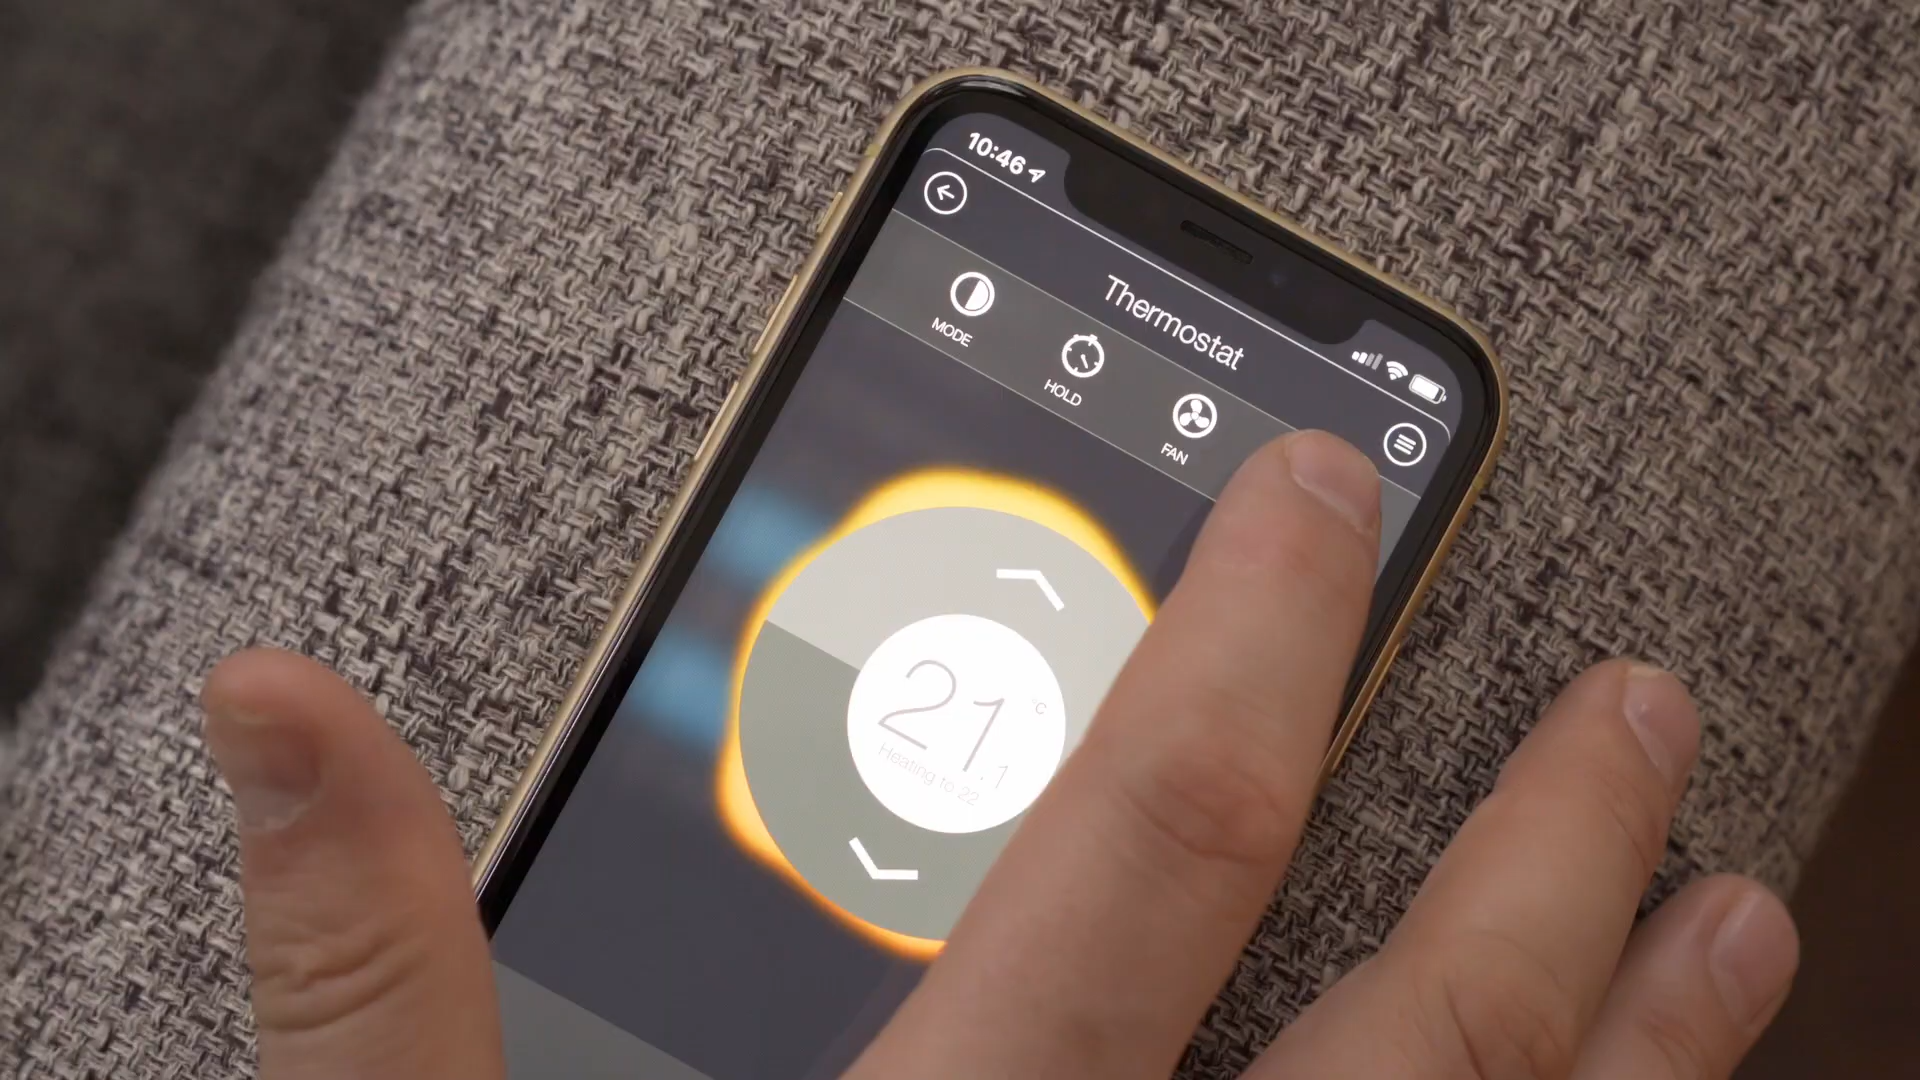 10:46
Thermostat
MODE
HOLD
FAN
21.1 °C
Heating to 22